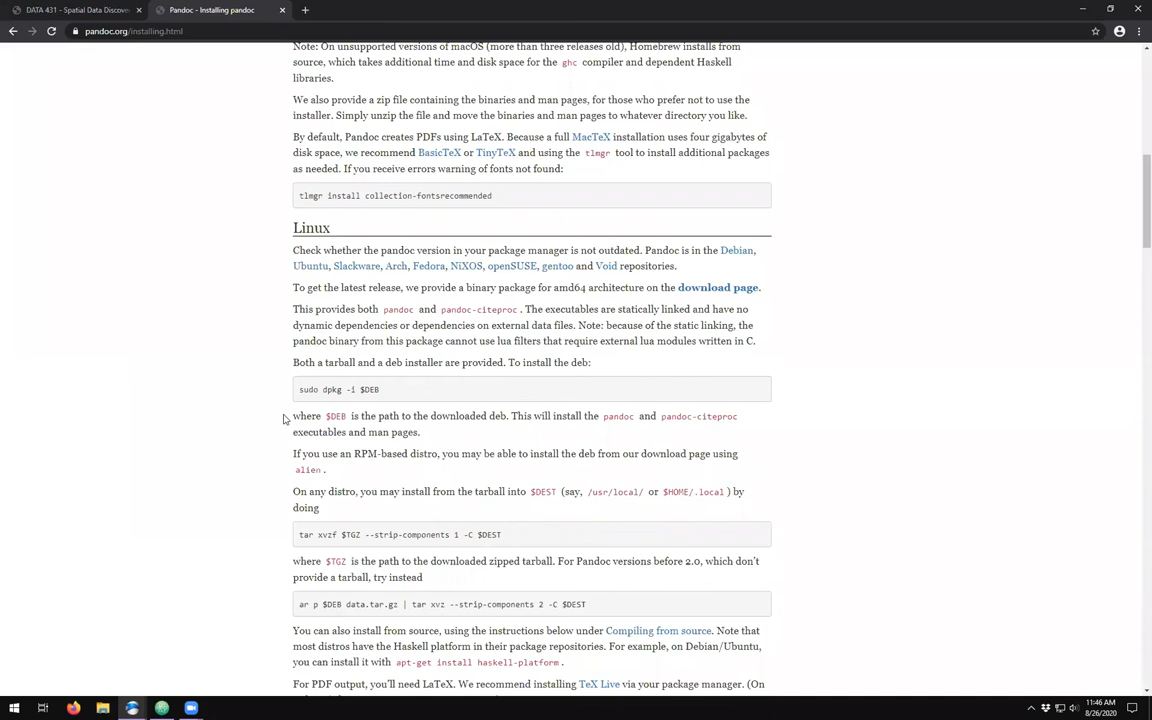 DATA 431 - Spatial Data Discove
Pandoc - Installing pandoc
pandoc.org/installing.html
Note: On unsupported versions of macOS (more than three releases old), Homebrew installs from
source, which takes additional time and disk space for the ghc compiler and dependent Haskell
libraries.
We also provide a zip file containing the binaries and man pages, for those who prefer not to use the
installer. Simply unzip the file and move the binaries and man pages to whatever directory you like.
By default, Pandoc creates PDFs using LaTeX. Because a full MacTeX installation uses four gigabytes of
disk space, we recommend BasicTeX or TinyTeX and using the tlmgr tool to install additional packages
as needed. If you receive errors warning of fonts not found:
tlmgr install collection-fontsrecommended
Linux
Check whether the pandoc version in your package manager is not outdated. Pandoc is in the Debian,
Ubuntu, Slackware, Arch, Fedora, NiXOS, openSUSE, gentoo and Void repositories.
To get the latest release, we provide a binary package for amd64 architecture on the download page.
This provides both pandoc and pandoc-citeproc. The executables are statically linked and have no
dynamic dependencies or dependencies on external data files. Note: because of the static linking, the
pandoc binary from this package cannot use lua filters that require external lua modules written in C.
Both a tarball and a deb installer are provided. To install the deb:
sudo dpkg -i $DEB
where $DEB is the path to the downloaded deb. This will install the pandoc and pandoc-citeproc
executables and man pages.
If you use an RPM-based distro, you may be able to install the deb from our download page using
alien.
On any distro, you may install from the tarball into $DEST (say, /usr/local/ or $HOME/.local) by
doing
tar xvzf $TGZ --strip-components 1 -C $DEST
where $TGZ is the path to the downloaded zipped tarball. For Pandoc versions before 2.0, which don't
provide a tarball, try instead
ar p $DEB data.tar.gz | tar xvz --strip-components 2 -C $DEST
You can also install from source, using the instructions below under Compiling from source. Note that
most distros have the Haskell platform in their package repositories. For example, on Debian/Ubuntu,
you can install it with apt-get install haskell-platform.
For PDF output, you'll need LaTeX. We recommend installing TeX Live via your package manager. (On
11:46 AM
8/26/2020